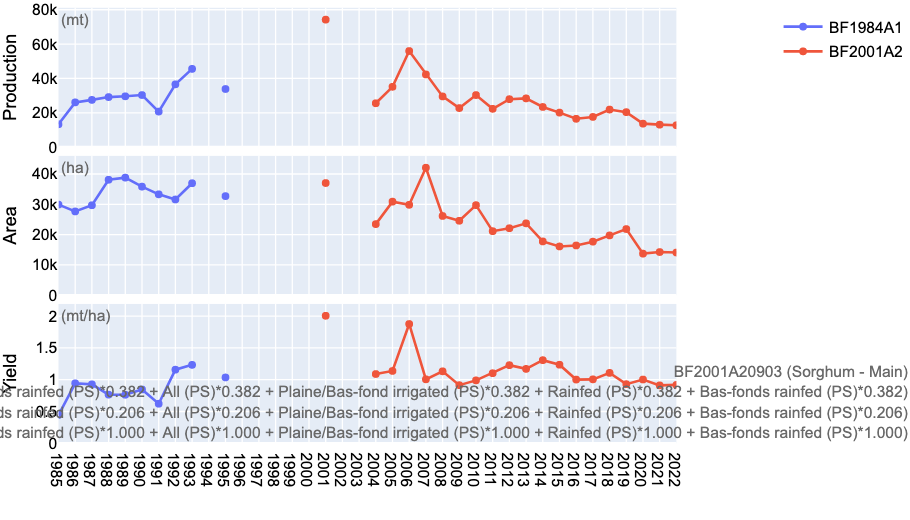 80k
(mt)
60k
40k
20k
0
Production
BF1984A1
BF2001A2
(ha)
40k
30k
20k
10k
0
Area
2
(mt/ha)
1.5
1
0.5
0
Yield
BF2001A20903 (Sorghum - Main)
rainfed (PS)*0.382 + All (PS)*0.382 + Plaine/Bas-fond irrigated (PS)*0.382 + Rainfed (PS)*0.382 + Bas-fonds rainfed (PS)*0.382)
rainfed (PS)*0.206 + All (PS)*0.206 + Plaine/Bas-fond irrigated (PS)*0.206 + Rainfed (PS)*0.206 + Bas-fonds rainfed (PS)*0.206)
ds rainfed (PS)*1.000 + All (PS)*1.000 + Plaine/Bas-fond irrigated (PS)*1.000 + Rainfed (PS)*1.000 + Bas-fonds rainfed (PS)*1.000)
1985 1986 1987 1988 1989 1990 1991 1992 1993 1994 1995 1996 1997 1998 1999 2000 2001 2002 2003 2004 2005 2006 2007 2008 2009 2010 2011 2012 2013 2014 2015 2016 2017 2018 2019 2020 2021 2022